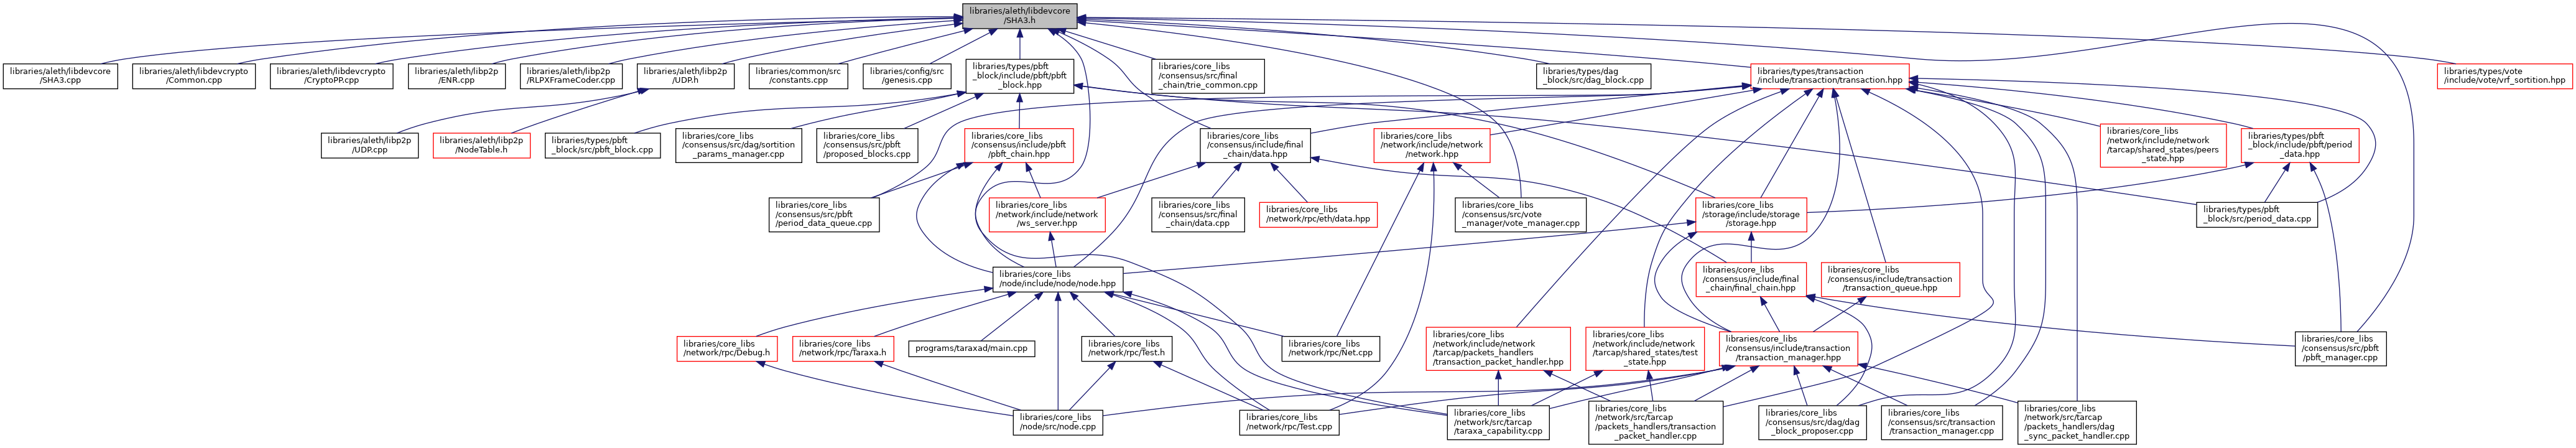 libraries/aleth/libdevcore
/SHA3.h
libraries/aleth/libdevcore
/SHA3.cpp
libraries/aleth/libdevcrypto
/Common.cpp
libraries/aleth/libdevcrypto
/CryptoPP.cpp
libraries/aleth/libp2p
/ENR.cpp
libraries/aleth/libp2p
/RLPXFrameCoder.cpp
libraries/aleth/libp2p
/UDP.h
libraries/common/src
/constants.cpp
libraries/config/src
/genesis.cpp
libraries/types/pbft
_block/include/pbft/pbft
_block.hpp
libraries/core_libs
/consensus/src/final
_chain/trie_common.cpp
libraries/types/dag
_block/src/dag_block.cpp
libraries/types/transaction
/include/transaction/transaction.hpp
libraries/types/vote
/include/vote/vrf_sortition.hpp
libraries/aleth/libp2p
/UDP.cpp
libraries/aleth/libp2p
/NodeTable.h
libraries/types/pbft
_block/src/pbft_block.cpp
libraries/core_libs
/consensus/src/dag/sortition
_params_manager.cpp
libraries/core_libs
/consensus/src/pbft
/proposed_blocks.cpp
libraries/core_libs
/consensus/include/pbft
/pbft_chain.hpp
libraries/core_libs
/consensus/include/final
_chain/data.hpp
libraries/core_libs
/network/include/network
/network.hpp
libraries/core_libs
/network/include/network
/tarcap/shared_states/peers
_state.hpp
libraries/types/pbft
_block/include/pbft/period
_data.hpp
libraries/core_libs
/consensus/src/pbft
/period_data_queue.cpp
libraries/core_libs
/network/include/network
/ws_server.hpp
libraries/core_libs
/consensus/src/final
_chain/data.cpp
libraries/core_libs
/network/rpc/eth/data.hpp
libraries/core_libs
/consensus/src/vote
_manager/vote_manager.cpp
libraries/core_libs
/storage/include/storage
/storage.hpp
libraries/types/pbft
_block/src/period_data.cpp
libraries/core_libs
/node/include/node/node.hpp
libraries/core_libs
/consensus/include/final
_chain/final_chain.hpp
libraries/core_libs
/consensus/include/transaction
/transaction_queue.hpp
libraries/core_libs
/network/rpc/Debug.h
libraries/core_libs
/network/rpc/Taraxa.h
programs/taraxad/main.cpp
libraries/core_libs
/network/rpc/Test.h
libraries/core_libs
/network/rpc/Net.cpp
libraries/core_libs
/network/include/network
/tarcap/packets_handlers
/transaction_packet_handler.hpp
libraries/core_libs
/network/include/network
/tarcap/shared_states/test
_state.hpp
libraries/core_libs
/consensus/include/transaction
/transaction_manager.hpp
libraries/core_libs
/consensus/src/pbft
/pbft_manager.cpp
libraries/core_libs
/node/src/node.cpp
libraries/core_libs
/network/rpc/Test.cpp
libraries/core_libs
/network/src/tarcap
/taraxa_capability.cpp
libraries/core_libs
/network/src/tarcap
/packets_handlers/transaction
_packet_handler.cpp
libraries/core_libs
/consensus/src/dag/dag
_block_proposer.cpp
libraries/core_libs
/consensus/src/transaction
/transaction_manager.cpp
libraries/core_libs
/network/src/tarcap
/packets_handlers/dag
_sync_packet_handler.cpp